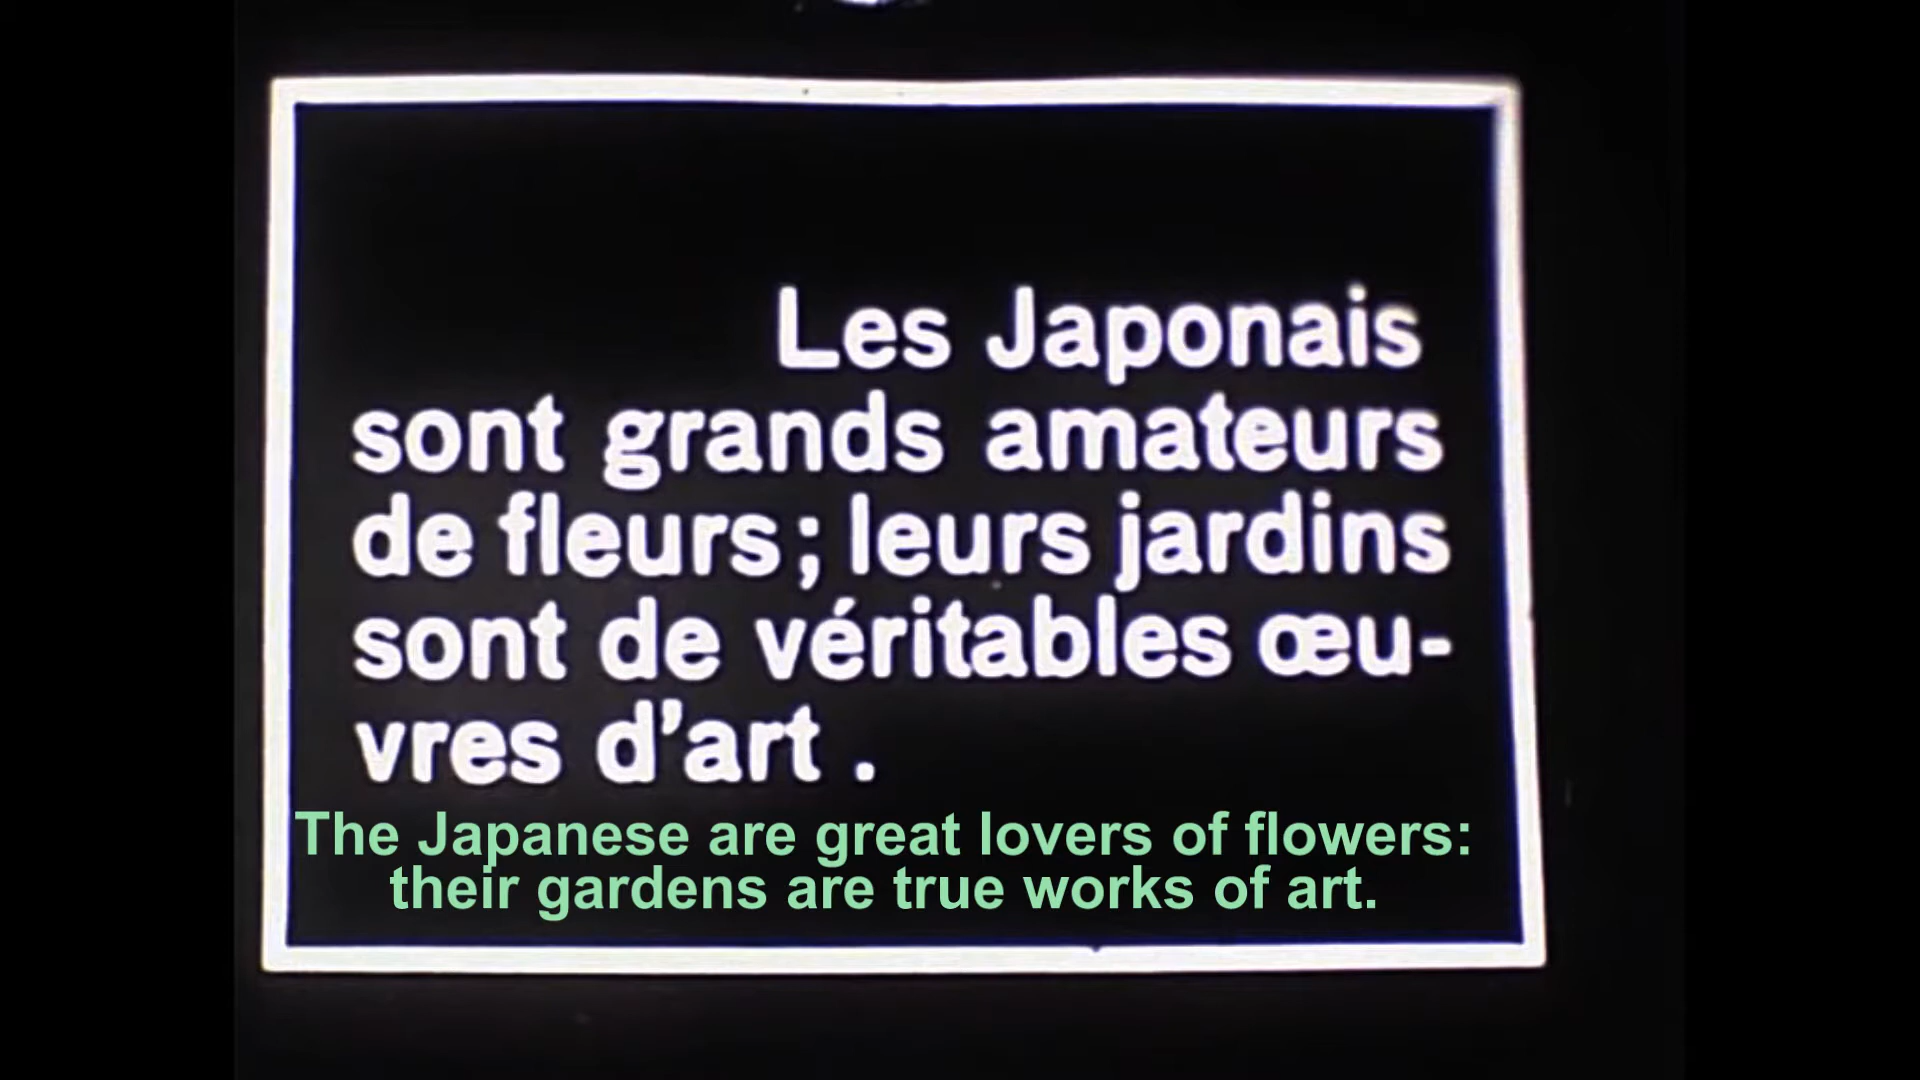 Les Japonais
sont grands amateurs
de fleurs; leurs jardins
sont de véritables œu-
vres d'art.
The Japanese are great lovers of flowers:
their gardens are true works of art.